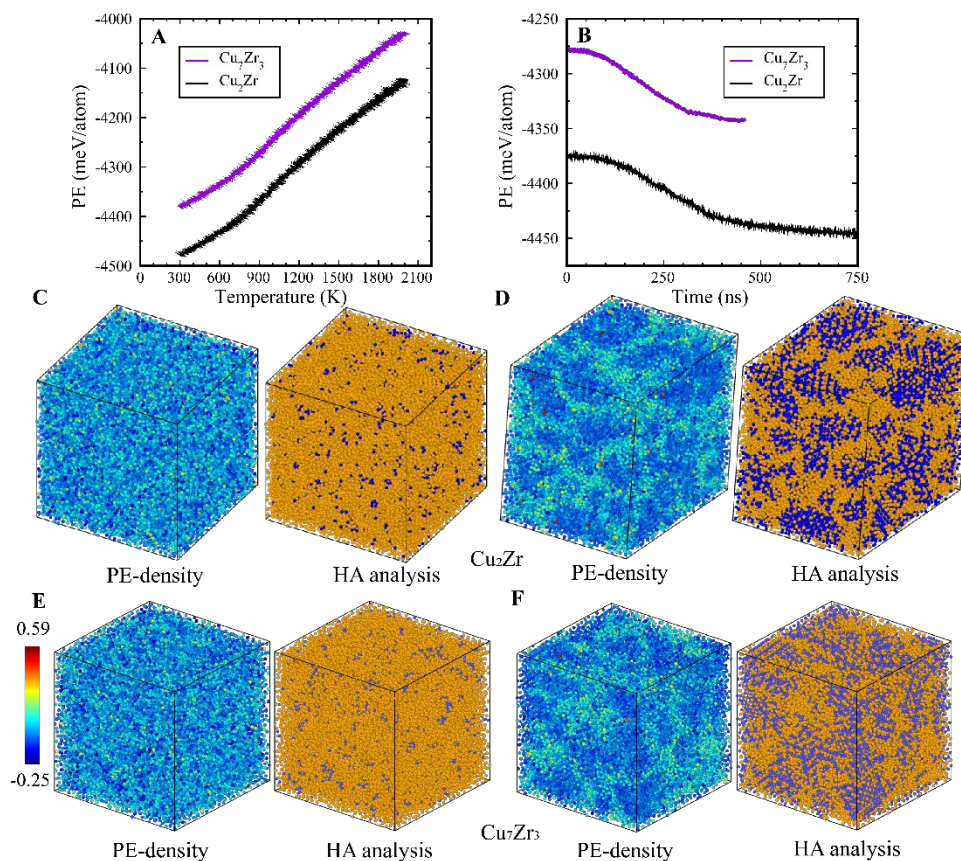 A
Cu₇Zr₃
Cu₂Zr
PE (meV/atom)
-4000
-4100
-4200
-4300
-4400
-4500
0 300 600 900 1200 1500 1800 2100
Temperature (K)
B
Cu₇Zr₃
Cu₂Zr
PE (meV/atom)
-4250
-4300
-4350
-4400
-4450
0 250 500 750
Time (ns)
C
D
PE-density
HA analysis
Cu₂Zr
PE-density
HA analysis
E
F
0.59
-0.25
PE-density
HA analysis
Cu₇Zr₃
PE-density
HA analysis